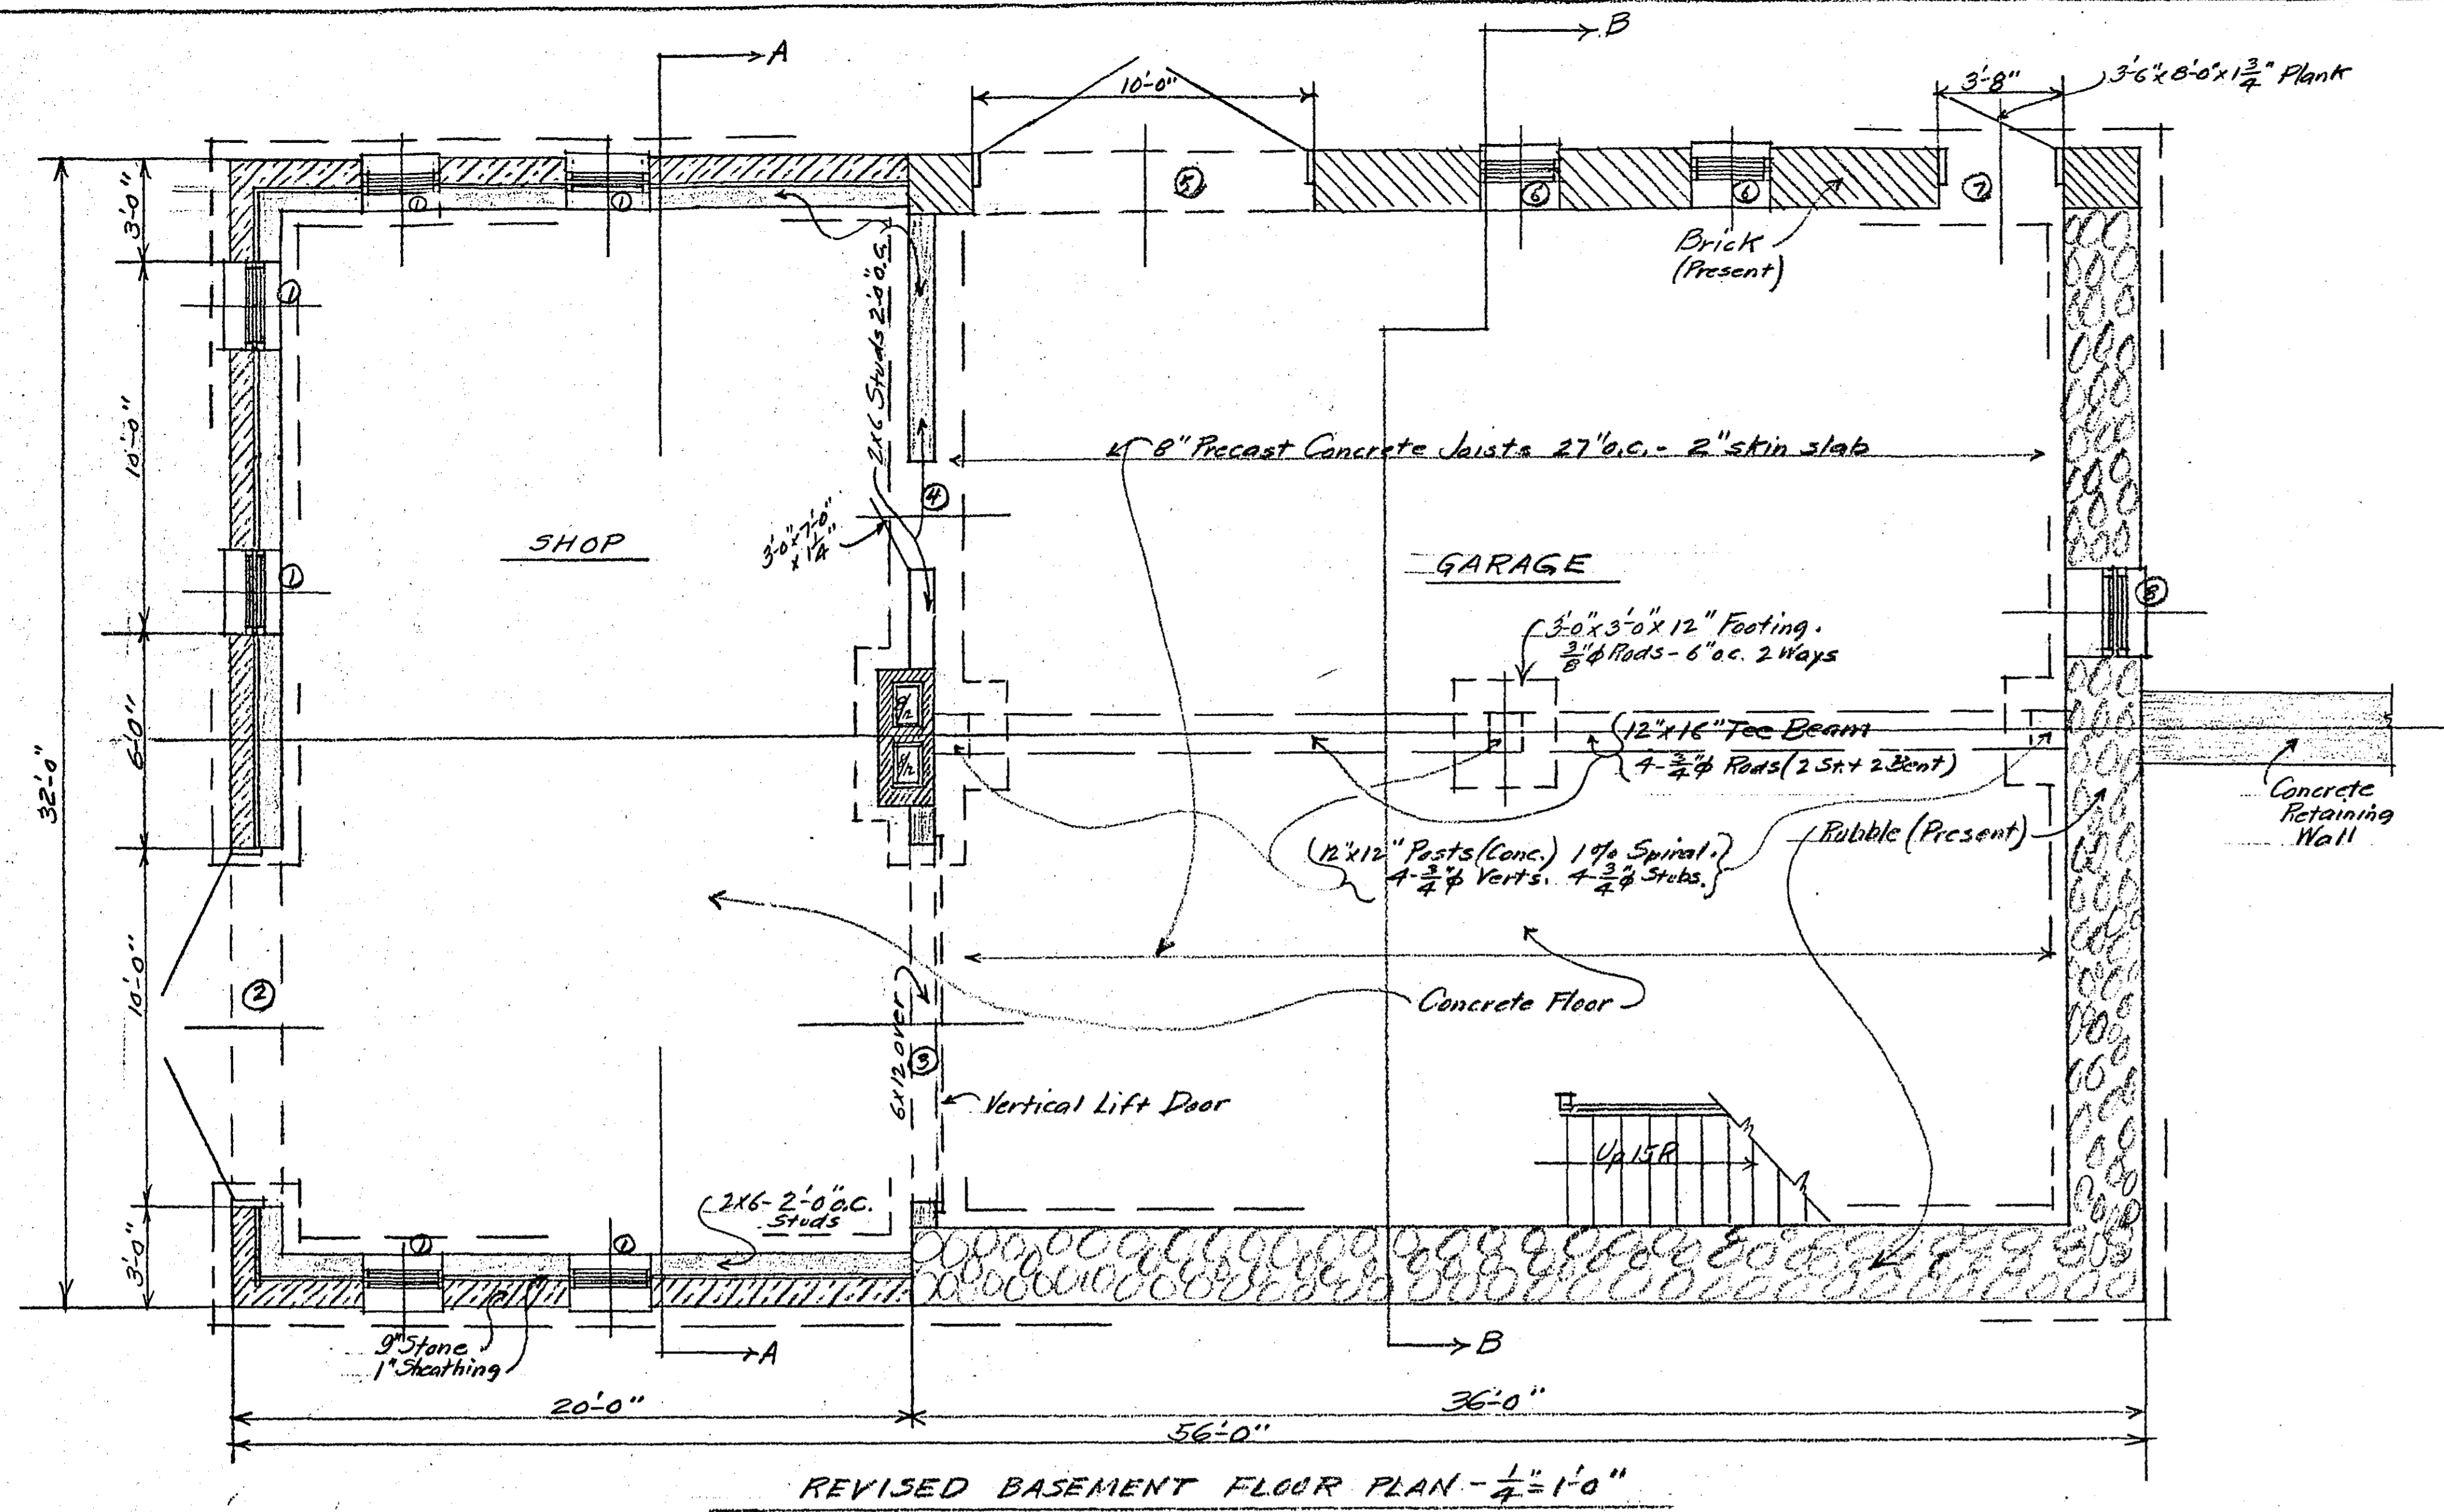 A
B
10'-0"
3'-8"
3'-6"x8'-0"x1 3/4" Plank
3'-0"
5
6
6
7
1
1
Brick
(Present)
2x6 Studs 2'-0" o.c.
1
10'-0"
8" Precast Concrete Joists 27" o.c. - 2" skin slab
4
3'-0" x 7'-0"
x 1 1/4"
SHOP
GARAGE
1
8
3'-0"x3'-0"x12" Footing.
3/8"ϕ Rods - 6" o.c. 2 Ways
32'-0"
6'-0"
12"x16" Tee Beam
4-3/4"ϕ Rods (2 St. + 2 Bent)
Concrete
Retaining
Wall
12"x12" Posts (Conc.) 1% Spiral.
4-3/4"ϕ Verts. 4-3/4"ϕ Stubs.
Rubble (Present)
10'-0"
2
Concrete Floor
6x12 over
3
Vertical Lift Door
Up 15R
2x6 - 2'-0" o.c.
Studs
3'-0"
1
1
9" Stone
1" Sheathing
A
B
20'-0"
36'-0"
56'-0"
REVISED BASEMENT FLOOR PLAN - 1/4" = 1'-0"